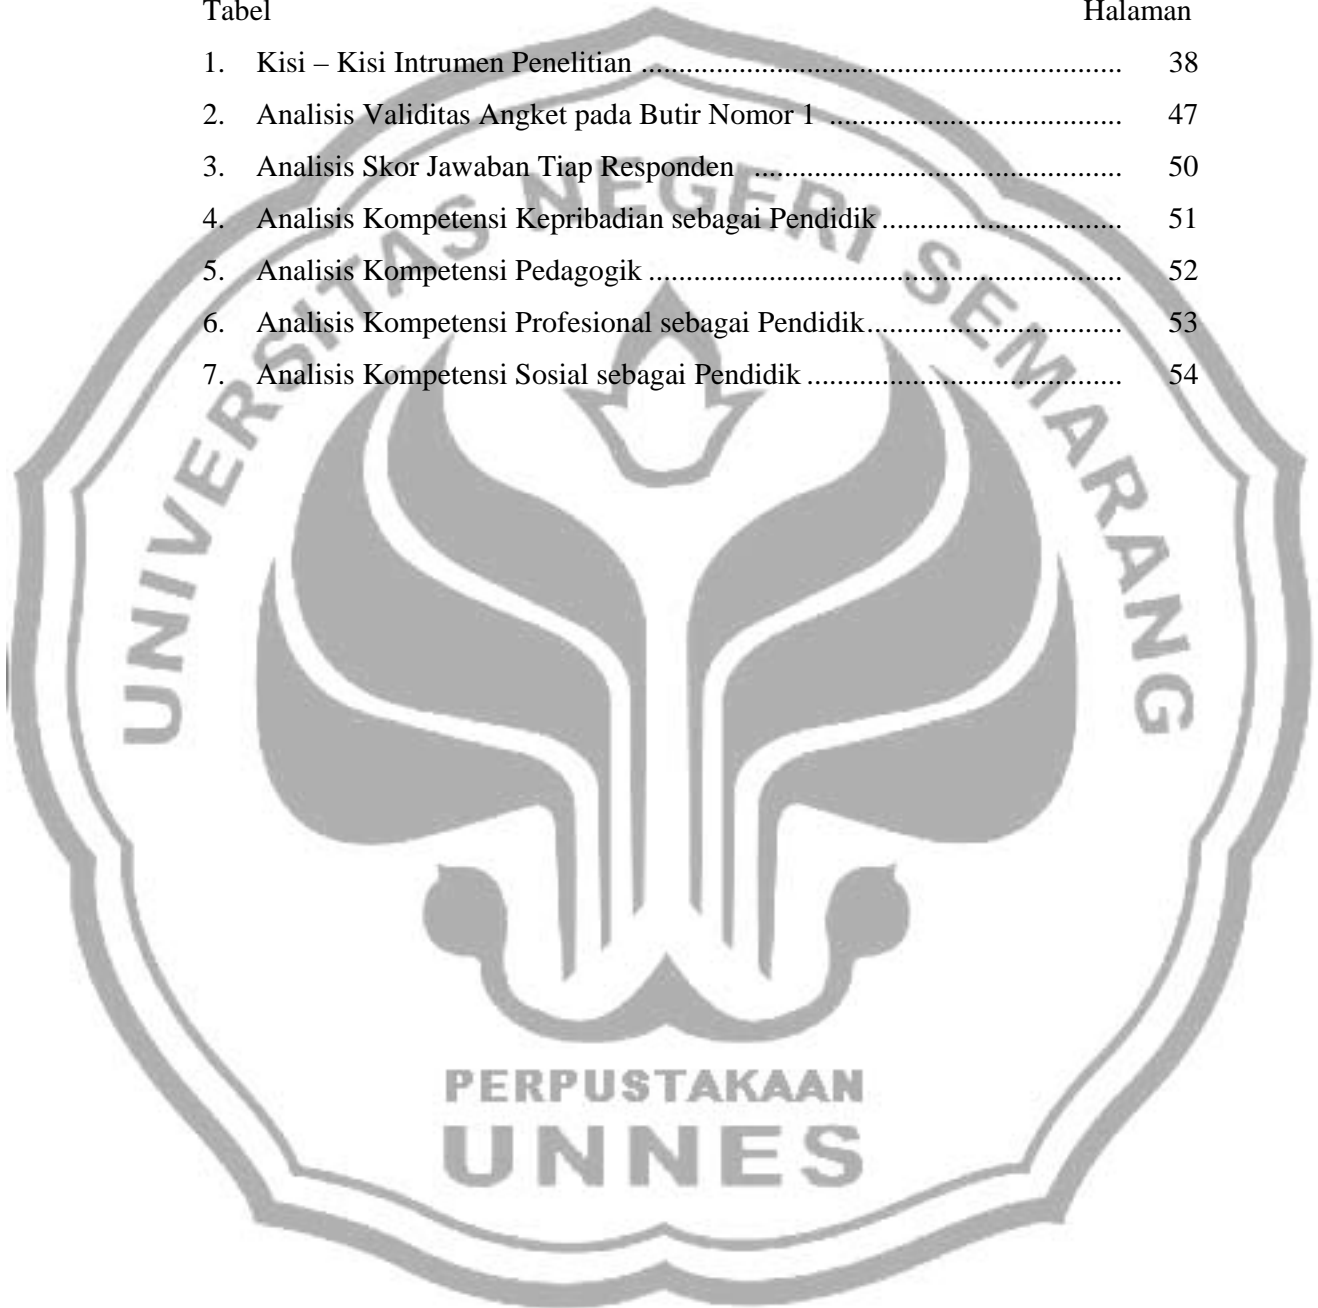 Tabel Halaman
1. Kisi – Kisi Intrumen Penelitian ................................................................ 38
2. Analisis Validitas Angket pada Butir Nomor 1 ....................................... 47
3. Analisis Skor Jawaban Tiap Responden ................................................. 50
4. Analisis Kompetensi Kepribadian sebagai Pendidik ................................ 51
5. Analisis Kompetensi Pedagogik ............................................................... 52
6. Analisis Kompetensi Profesional sebagai Pendidik.................................. 53
7. Analisis Kompetensi Sosial sebagai Pendidik .......................................... 54
UNIVERSITAS NEGERI SEMARANG
PERPUSTAKAAN
UNNES